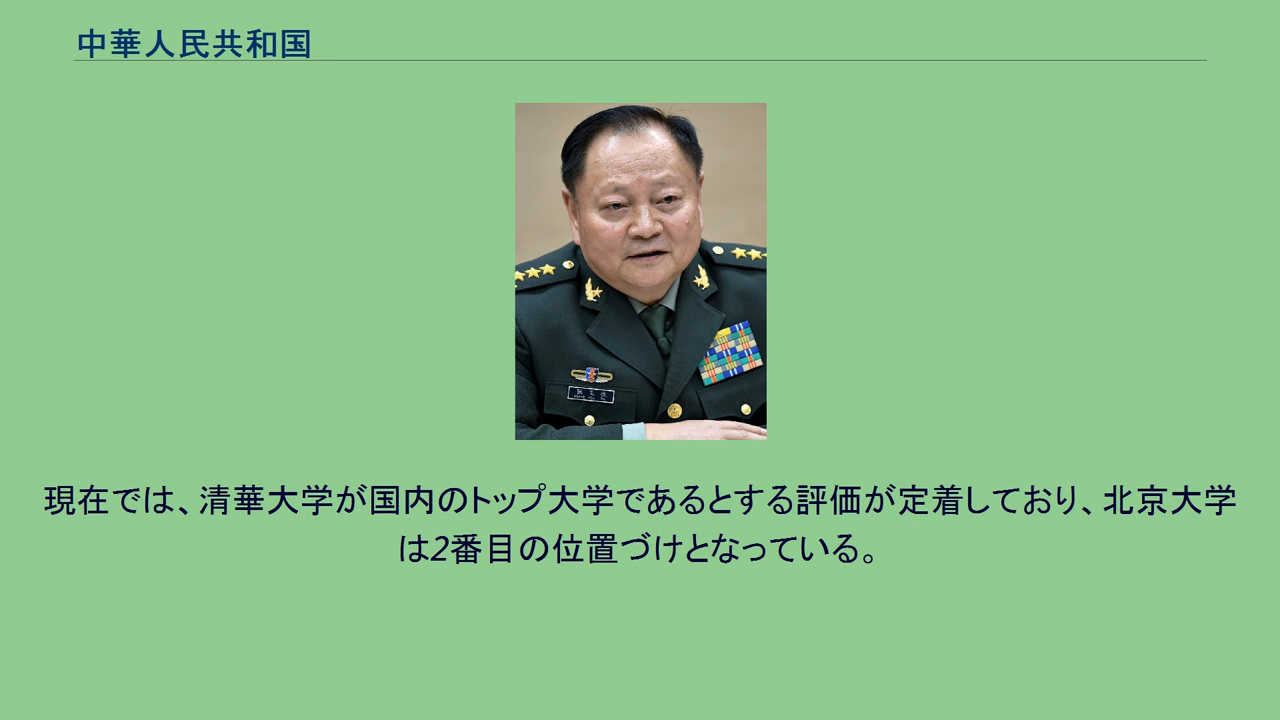 中華人民共和国
現在では、清華大学が国内のトップ大学であるとする評価が定着しており、北京大学
は2番目の位置づけとなっている。